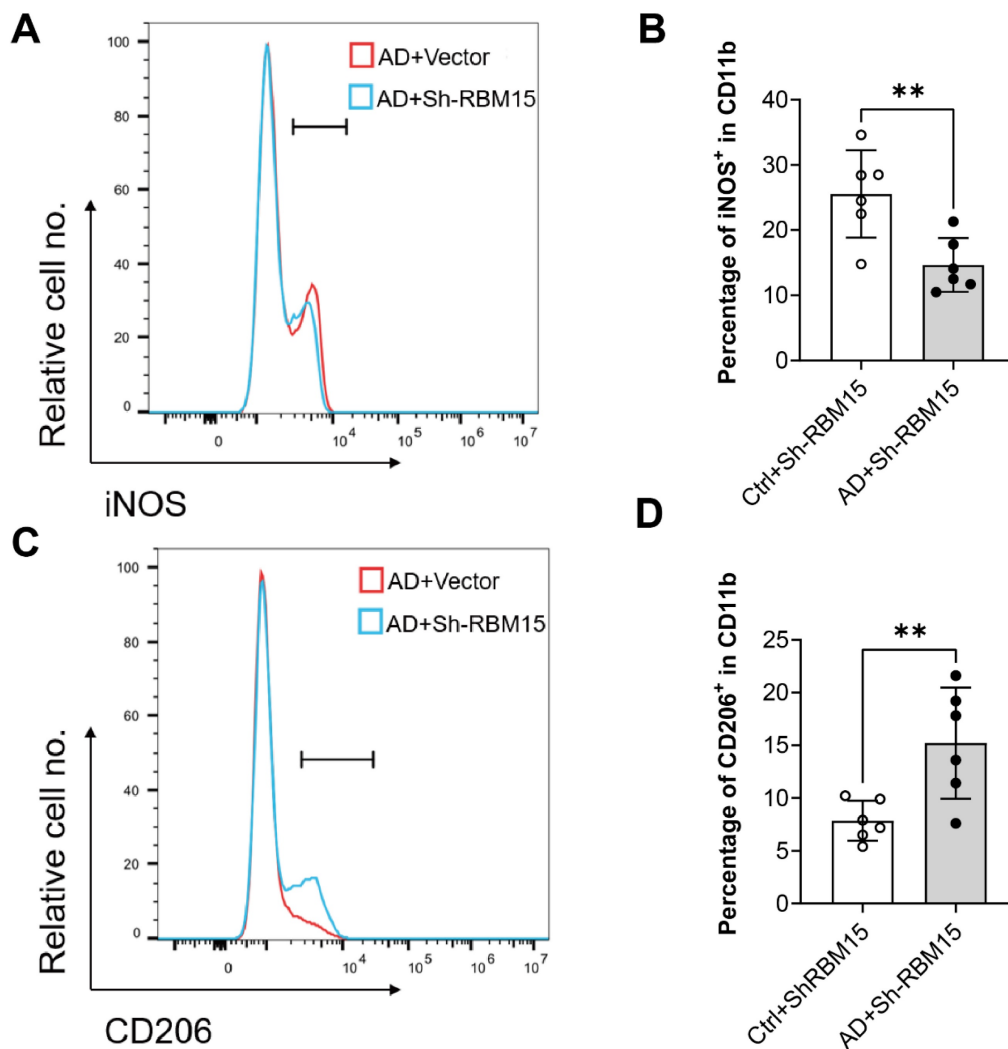 A
Relative cell no.
100
80
60
40
20
0
AD+Vector
AD+Sh-RBM15
0
10^4
10^5
10^6
10^7
iNOS
B
Percentage of iNOS^+ in CD11b
40
30
20
10
0
**
Ctrl+Sh-RBM15
AD+Sh-RBM15
C
Relative cell no.
100
80
60
40
20
0
AD+Vector
AD+Sh-RBM15
0
10^4
10^5
10^6
10^7
CD206
D
Percentage of CD206^+ in CD11b
25
20
15
10
5
0
**
Ctrl+ShRBM15
AD+Sh-RBM15